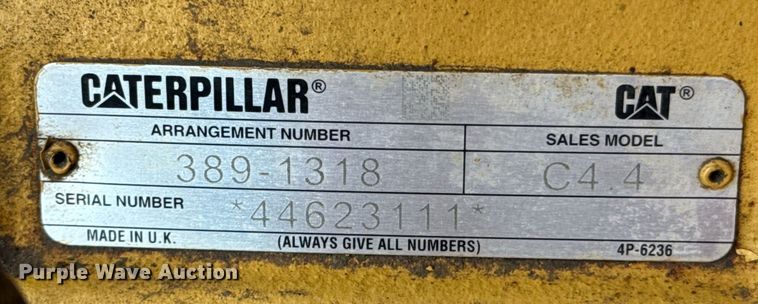 CATERPILLAR® CAT®
ARRANGEMENT NUMBER SALES MODEL
389-1318 C4.4
SERIAL NUMBER *44623111*
MADE IN U.K. (ALWAYS GIVE ALL NUMBERS) 4P-6236
Purple Wave Auction